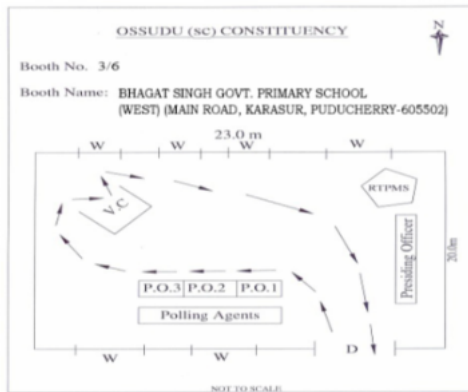 OSSUDU (SC) CONSTITUENCY
N
Booth No. 3/6
Booth Name: BHAGAT SINGH GOVT. PRIMARY SCHOOL
(WEST) (MAIN ROAD, KARASUR, PUDUCHERRY-605502)
23.0 m
W W W W
RTPMS
V.C
Presiding Officer
20.0m
P.O.3 P.O.2 P.O.1
Polling Agents
W W D
NOT TO SCALE